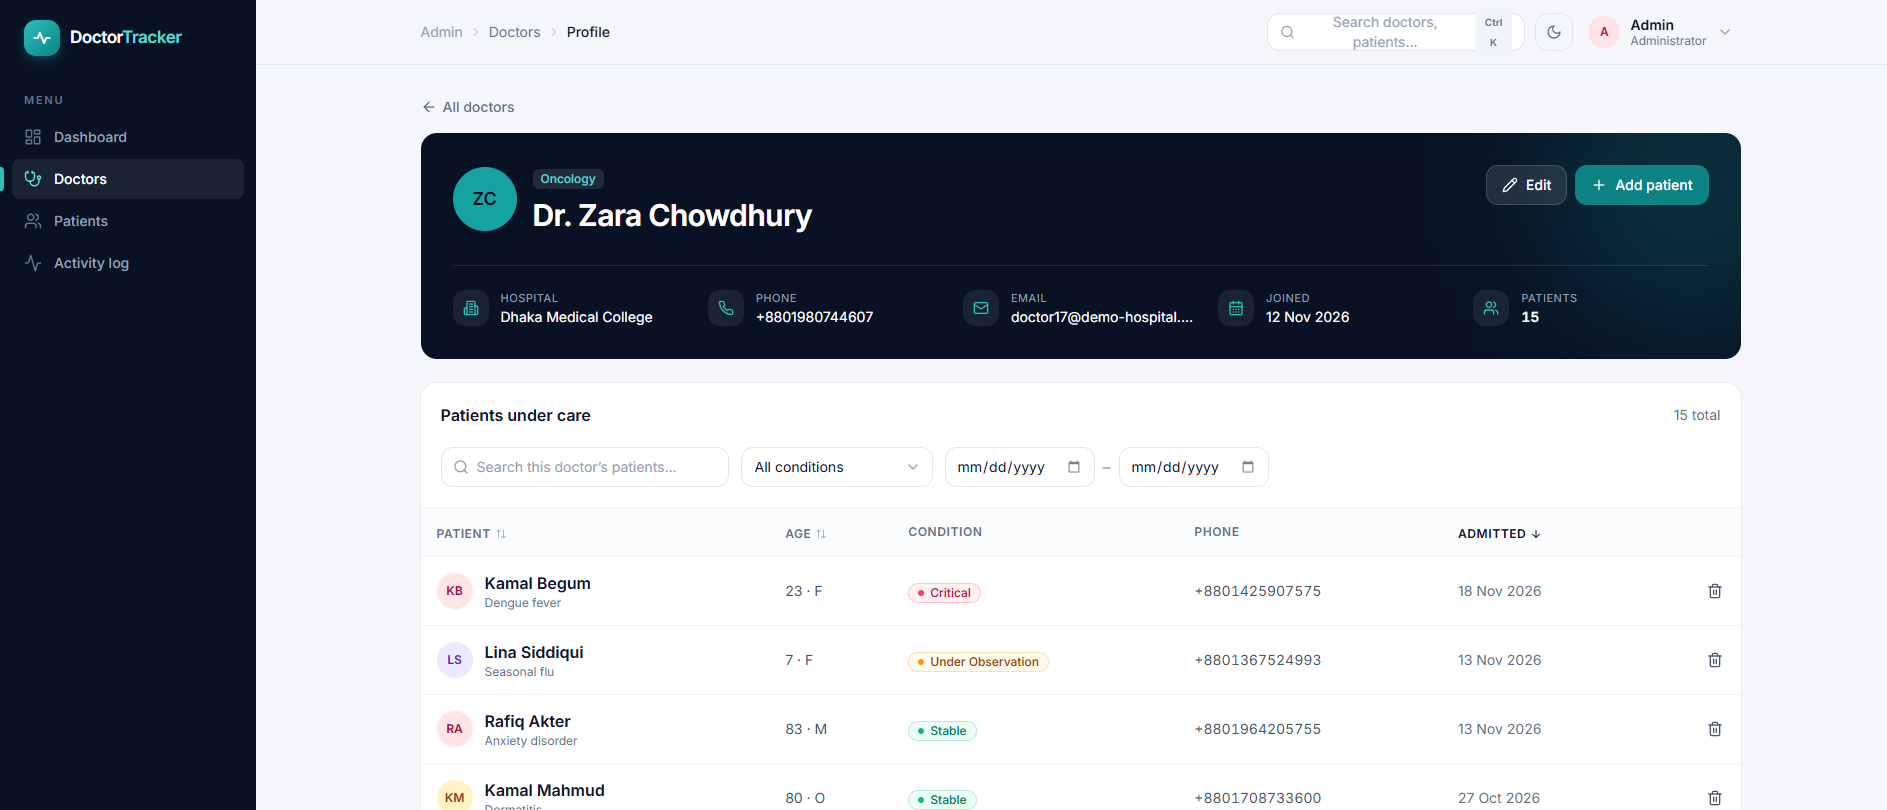 DoctorTracker
MENU
Dashboard
Doctors
Patients
Activity log
Admin > Doctors > Profile
Search doctors,
patients...
Ctrl
K
A
Admin
Administrator
← All doctors
ZC
Oncology
Dr. Zara Chowdhury
Edit
+ Add patient
HOSPITAL
Dhaka Medical College
PHONE
+8801980744607
EMAIL
doctor17@demo-hospital....
JOINED
12 Nov 2026
PATIENTS
15
Patients under care
15 total
Search this doctor's patients...
All conditions
mm/dd/yyyy – mm/dd/yyyy
PATIENT AGE CONDITION PHONE ADMITTED ↓
KB Kamal Begum 23 · F Critical +8801425907575 18 Nov 2026
Dengue fever
LS Lina Siddiqui 7 · F Under Observation +8801367524993 13 Nov 2026
Seasonal flu
RA Rafiq Akter 83 · M Stable +8801964205755 13 Nov 2026
Anxiety disorder
KM Kamal Mahmud 80 · O Stable +8801708733600 27 Oct 2026
Dermatitis